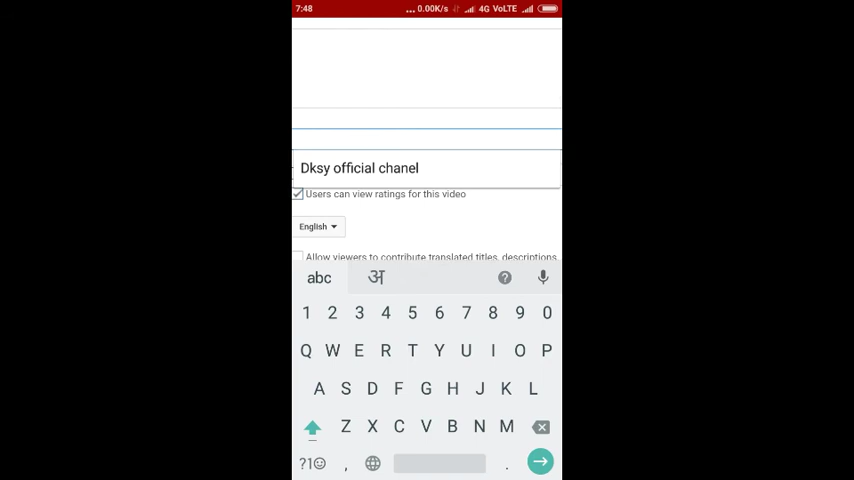 7:48 ... 0.00K/s 4G VoLTE
Dksy official chanel
Users can view ratings for this video
English
Allow viewers to contribute translated titles, descriptions,
abc अ ?
1 2 3 4 5 6 7 8 9 0
Q W E R T Y U I O P
A S D F G H J K L
Z X C V B N M
?1☺ , .